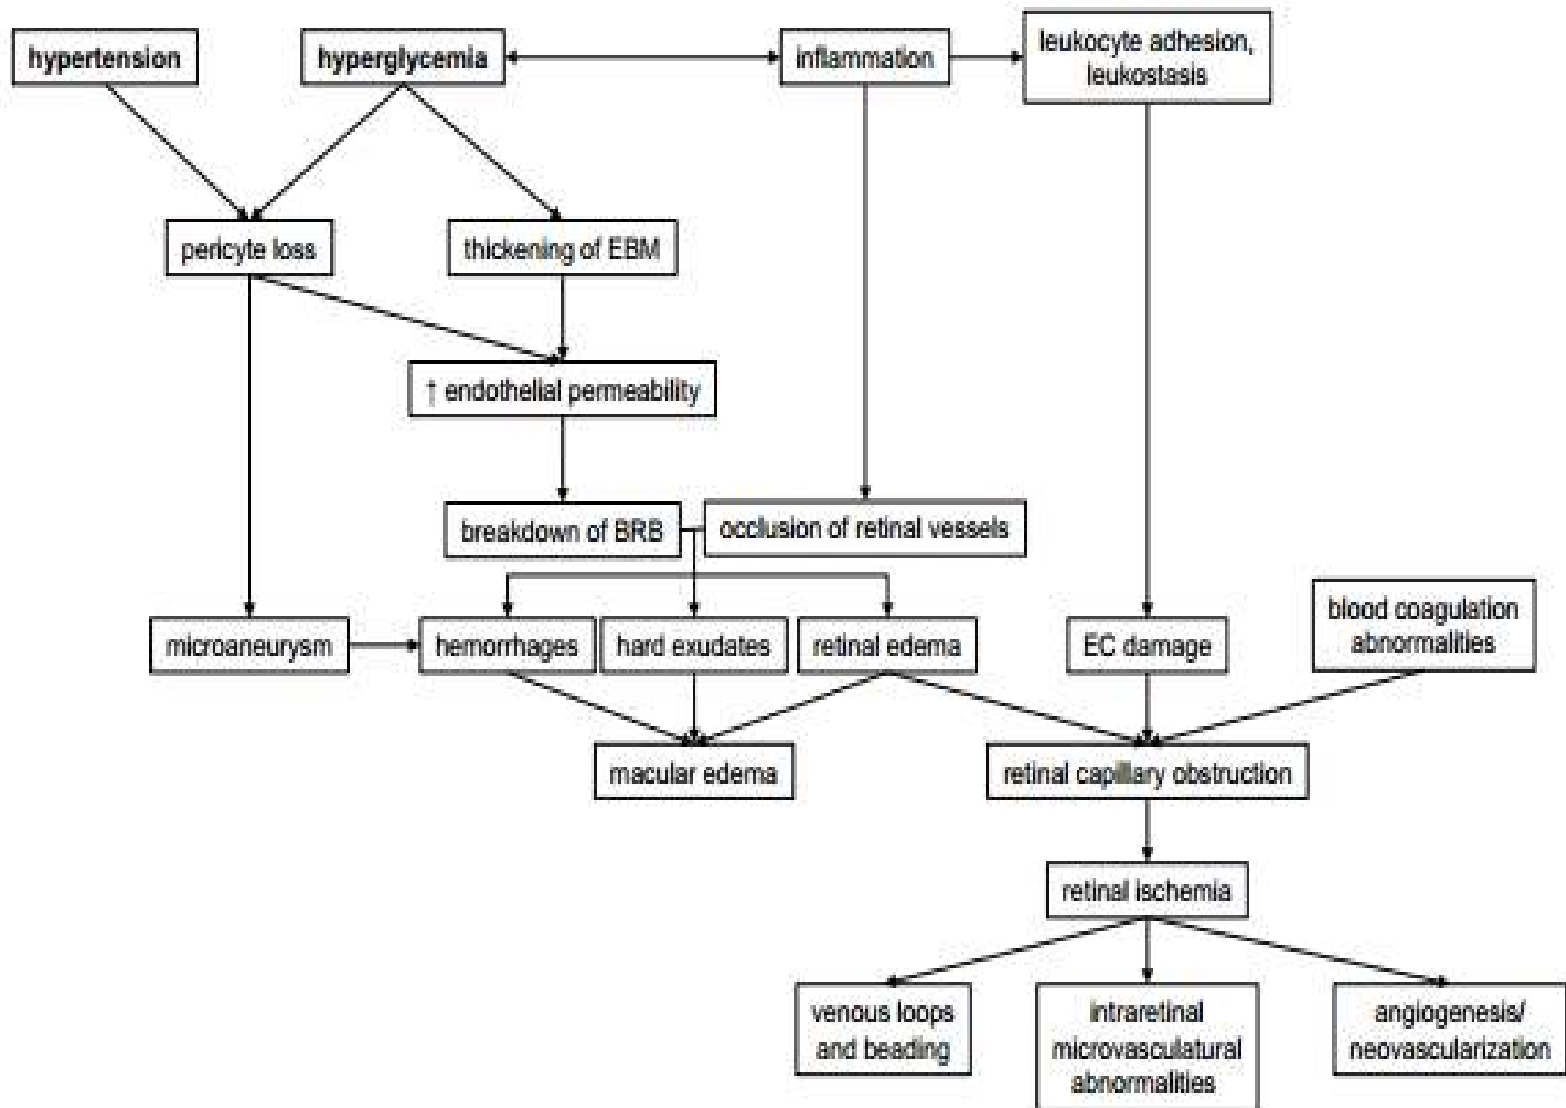 hypertension
hyperglycemia
inflammation
leukocyte adhesion,
leukostasis
pericyte loss
thickening of EBM
↑ endothelial permeability
breakdown of BRB
occlusion of retinal vessels
microaneurysm
hemorrhages
hard exudates
retinal edema
EC damage
blood coagulation
abnormalities
macular edema
retinal capillary obstruction
retinal ischemia
venous loops
and beading
intraretinal
microvasculatural
abnormalities
angiogenesis/
neovascularization